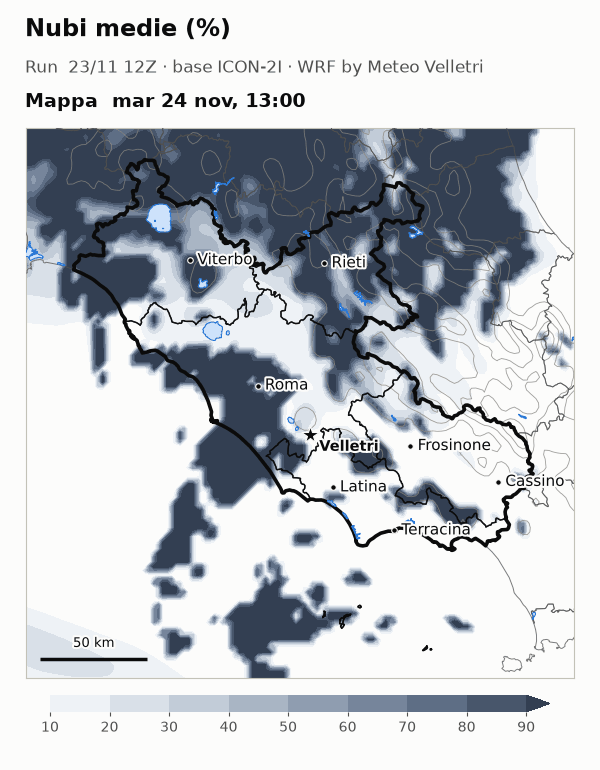 Nubi medie (%)
Run  23/11 12Z · base ICON-2I · WRF by Meteo Velletri
Mappa  mar 24 nov, 13:00
Viterbo
Rieti
Roma
Velletri
Frosinone
Latina
Cassino
Terracina
50 km
10 20 30 40 50 60 70 80 90